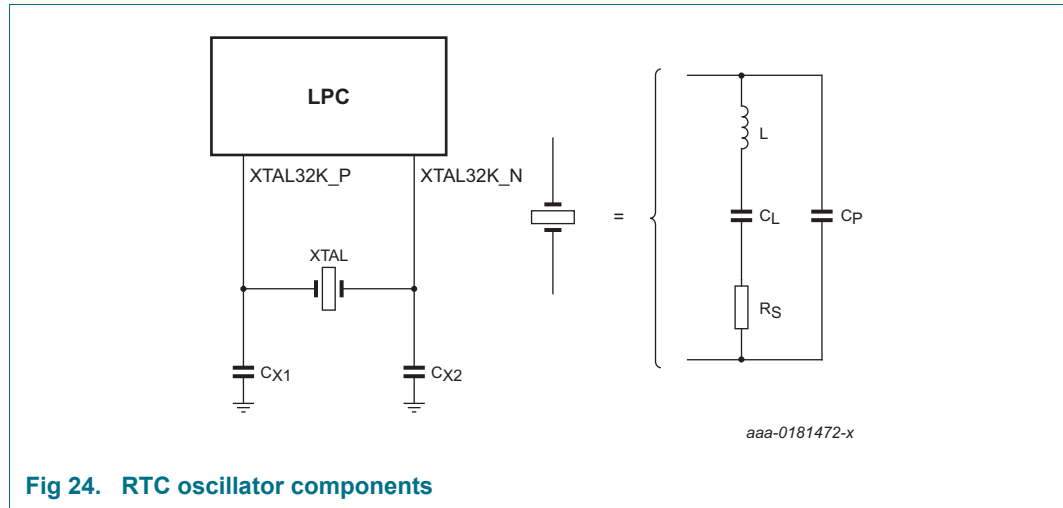 LPC
XTAL32K_P
XTAL32K_N
XTAL
CX1
CX2
=
L
CL
CP
RS
aaa-0181472-x
Fig 24. RTC oscillator components